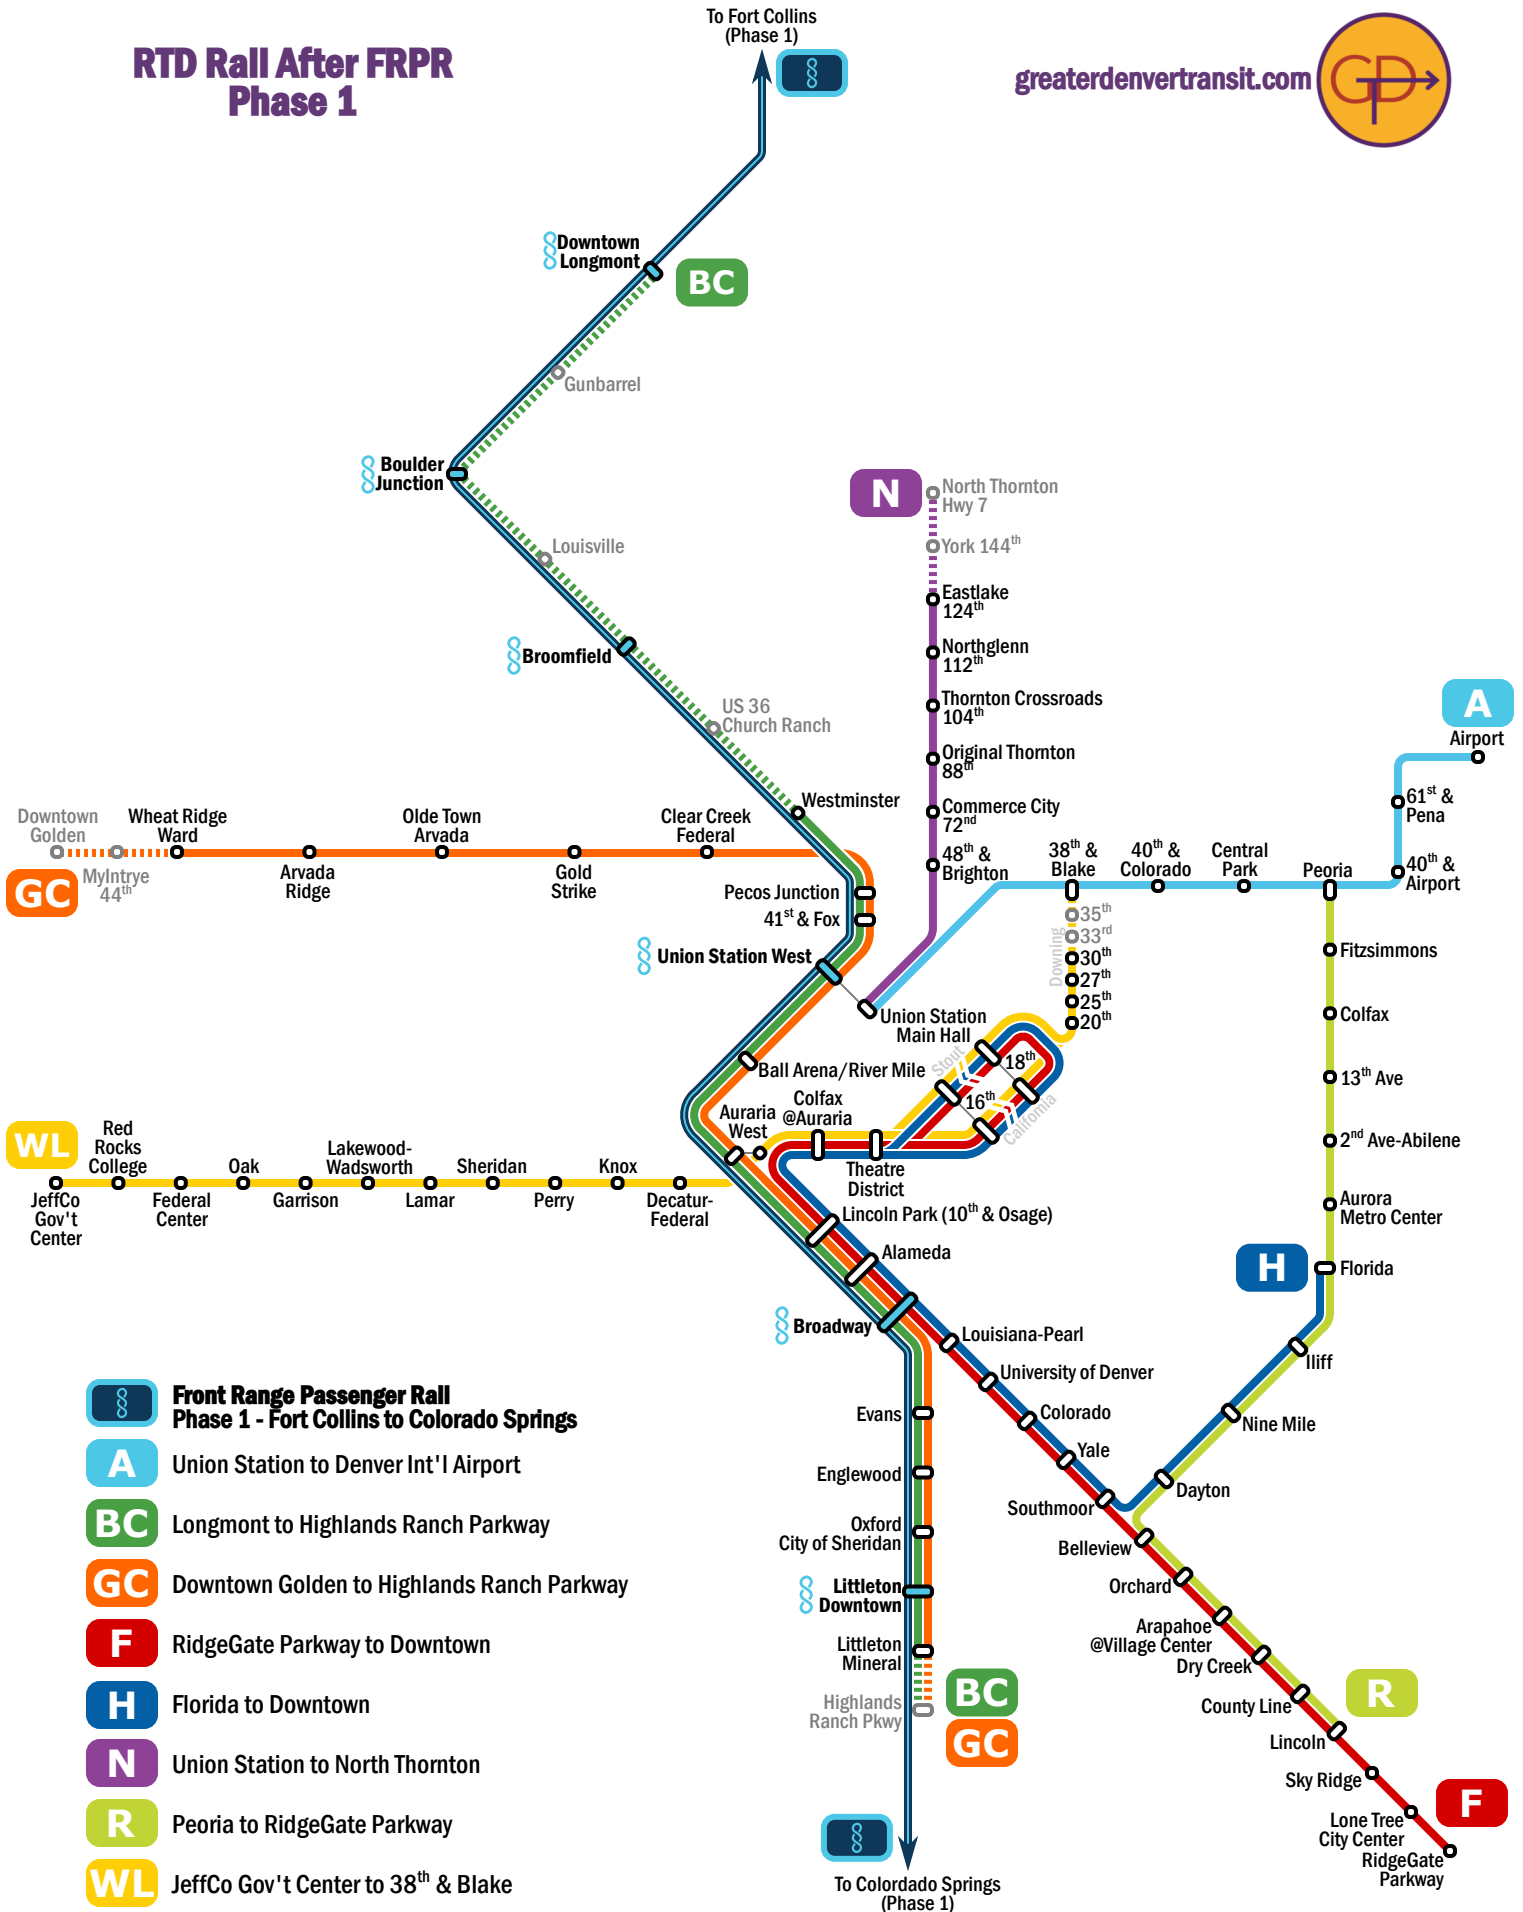 To Fort Collins
(Phase 1)
RTD Rail After FRPR
Phase 1
greaterdenvertransit.com
GDT
Downtown
Longmont
BC
Gunbarrel
Boulder
Junction
N
North Thornton
Hwy 7
York 144th
Louisville
Eastlake
124th
Broomfield
Northglenn
112th
US 36
Church Ranch
Thornton Crossroads
104th
A
Airport
Original Thornton
88th
Westminster
Commerce City
72nd
61st &
Pena
Downtown
Golden
Wheat Ridge
Ward
Olde Town
Arvada
Clear Creek
Federal
48th &
Brighton
38th &
Blake
40th &
Colorado
Central
Park
Peoria
40th &
Airport
GC
MyIntrye
44th
Arvada
Ridge
Gold
Strike
Pecos Junction
41st & Fox
35th
33rd
30th
27th
25th
20th
Downing
Fitzsimmons
Union Station West
Union Station
Main Hall
Colfax
Stout
18th
16th
California
Ball Arena/River Mile
Colfax
@Auraria
Auraria
West
Theatre
District
13th Ave
2nd Ave-Abilene
WL
Red
Rocks
College
Oak
Lakewood-
Wadsworth
Sheridan
Knox
JeffCo
Gov't
Center
Federal
Center
Garrison
Lamar
Perry
Decatur-
Federal
Aurora
Metro Center
Lincoln Park (10th & Osage)
Alameda
H
Florida
Broadway
Louisiana-Pearl
Iliff
University of Denver
Front Range Passenger Rail
Phase 1 - Fort Collins to Colorado Springs
Evans
Colorado
Nine Mile
Yale
A
Union Station to Denver Int'l Airport
Englewood
Southmoor
Dayton
BC
Longmont to Highlands Ranch Parkway
Oxford
City of Sheridan
Belleview
GC
Downtown Golden to Highlands Ranch Parkway
Littleton
Downtown
Orchard
F
RidgeGate Parkway to Downtown
Littleton
Mineral
Arapahoe
@Village Center
Dry Creek
H
Florida to Downtown
Highlands
Ranch Pkwy
BC
GC
County Line
R
Lincoln
N
Union Station to North Thornton
Sky Ridge
R
Peoria to RidgeGate Parkway
Lone Tree
City Center
F
RidgeGate
Parkway
WL
JeffCo Gov't Center to 38th & Blake
To Colordado Springs
(Phase 1)